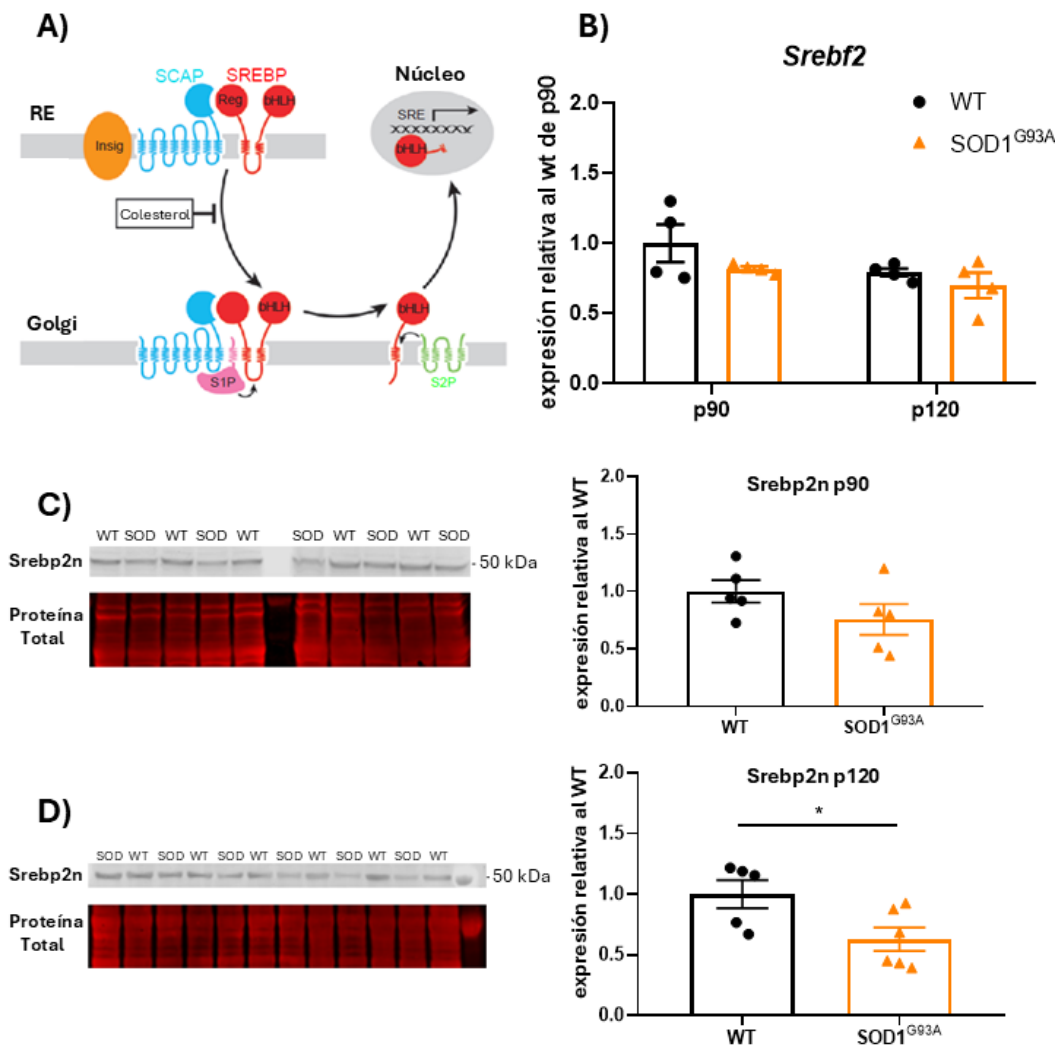 A)
SCAP SREBP
Núcleo
RE
Reg bHLH
SRE
Insig
bHLH
Colesterol
bHLH bHLH
Golgi
S1P S2P
B)
Srebf2
WT
SOD1G93A
expresión relativa al wt de p90
2.0
1.5
1.0
0.5
0.0
p90 p120
C)
WT SOD WT SOD WT SOD WT SOD WT SOD
Srebp2n - 50 kDa
Proteína
Total
Srebp2n p90
expresión relativa al WT
2.0
1.5
1.0
0.5
0.0
WT SOD1G93A
D)
SOD WT SOD WT SOD WT SOD WT SOD WT SOD WT
Srebp2n -50 kDa
Proteína
Total
Srebp2n p120
*
expresión relativa al WT
2.0
1.5
1.0
0.5
0.0
WT SOD1G93A